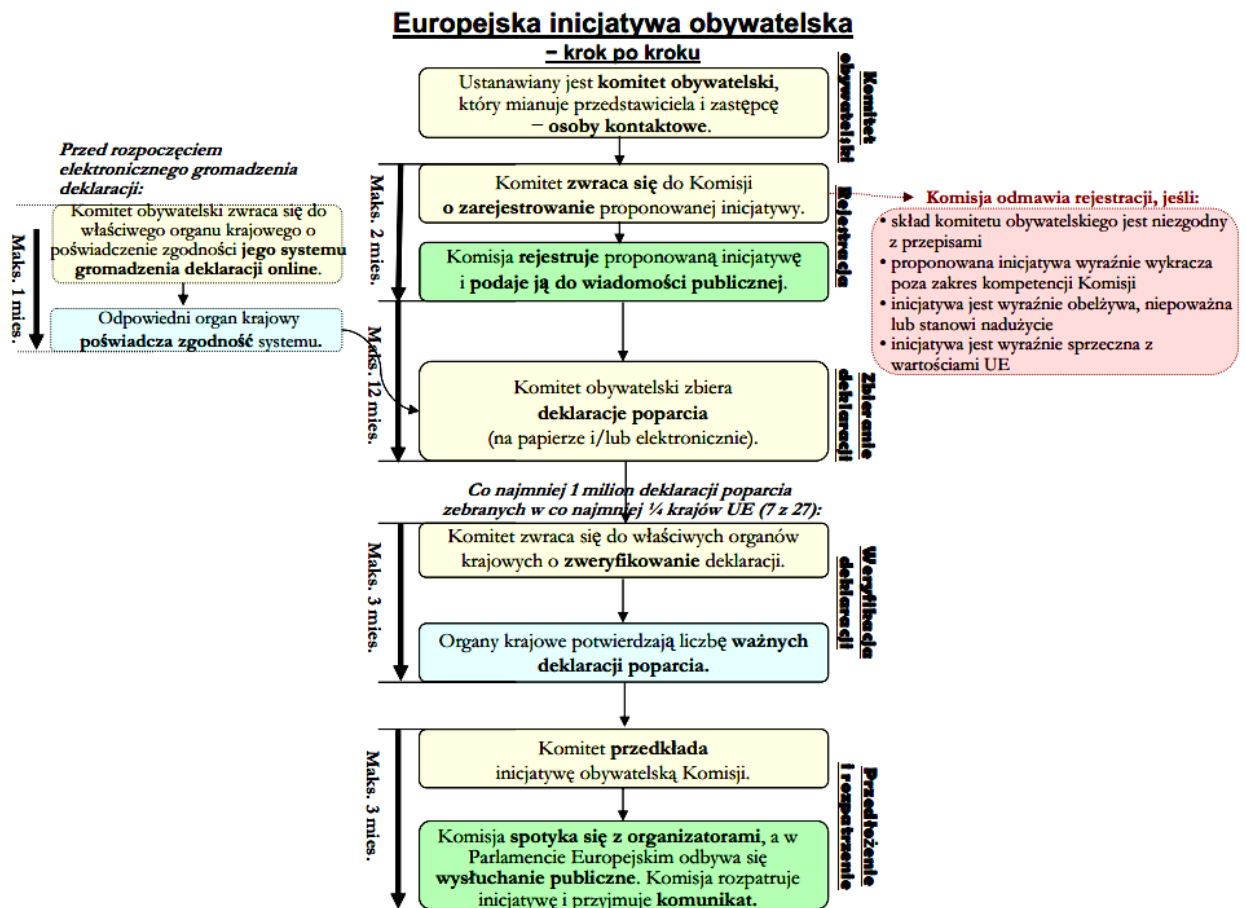 Europejska inicjatywa obywatelska
– krok po kroku
Komitet
obywatelski
Ustanawiany jest komitet obywatelski,
który mianuje przedstawiciela i zastępcę
– osoby kontaktowe.
Przed rozpoczęciem
elektronicznego gromadzenia
deklaracji:
Maks. 1 mies.
Komitet obywatelski zwraca się do
właściwego organu krajowego o
poświadczenie zgodności jego systemu
gromadzenia deklaracji online.
Odpowiedni organ krajowy
poświadcza zgodność systemu.
Maks. 2 mies.
Rejestracja
Komitet zwraca się do Komisji
o zarejestrowanie proponowanej inicjatywy.
Komisja rejestruje proponowaną inicjatywę
i podaje ją do wiadomości publicznej.
Komisja odmawia rejestracji, jeśli:
• skład komitetu obywatelskiego jest niezgodny
z przepisami
• proponowana inicjatywa wyraźnie wykracza
poza zakres kompetencji Komisji
• inicjatywa jest wyraźnie obelżywa, niepoważna
lub stanowi nadużycie
• inicjatywa jest wyraźnie sprzeczna z
wartościami UE
Maks. 12 mies.
Zbieranie
deklaracji
Komitet obywatelski zbiera
deklaracje poparcia
(na papierze i/lub elektronicznie).
Co najmniej 1 milion deklaracji poparcia
zebranych w co najmniej ¼ krajów UE (7 z 27):
Maks. 3 mies.
Weryfikacja
deklaracji
Komitet zwraca się do właściwych organów
krajowych o zweryfikowanie deklaracji.
Organy krajowe potwierdzają liczbę ważnych
deklaracji poparcia.
Maks. 3 mies.
Przedłożenie
i rozpatrzenie
Komitet przedkłada
inicjatywę obywatelską Komisji.
Komisja spotyka się z organizatorami, a w
Parlamencie Europejskim odbywa się
wysłuchanie publiczne. Komisja rozpatruje
inicjatywę i przyjmuje komunikat.